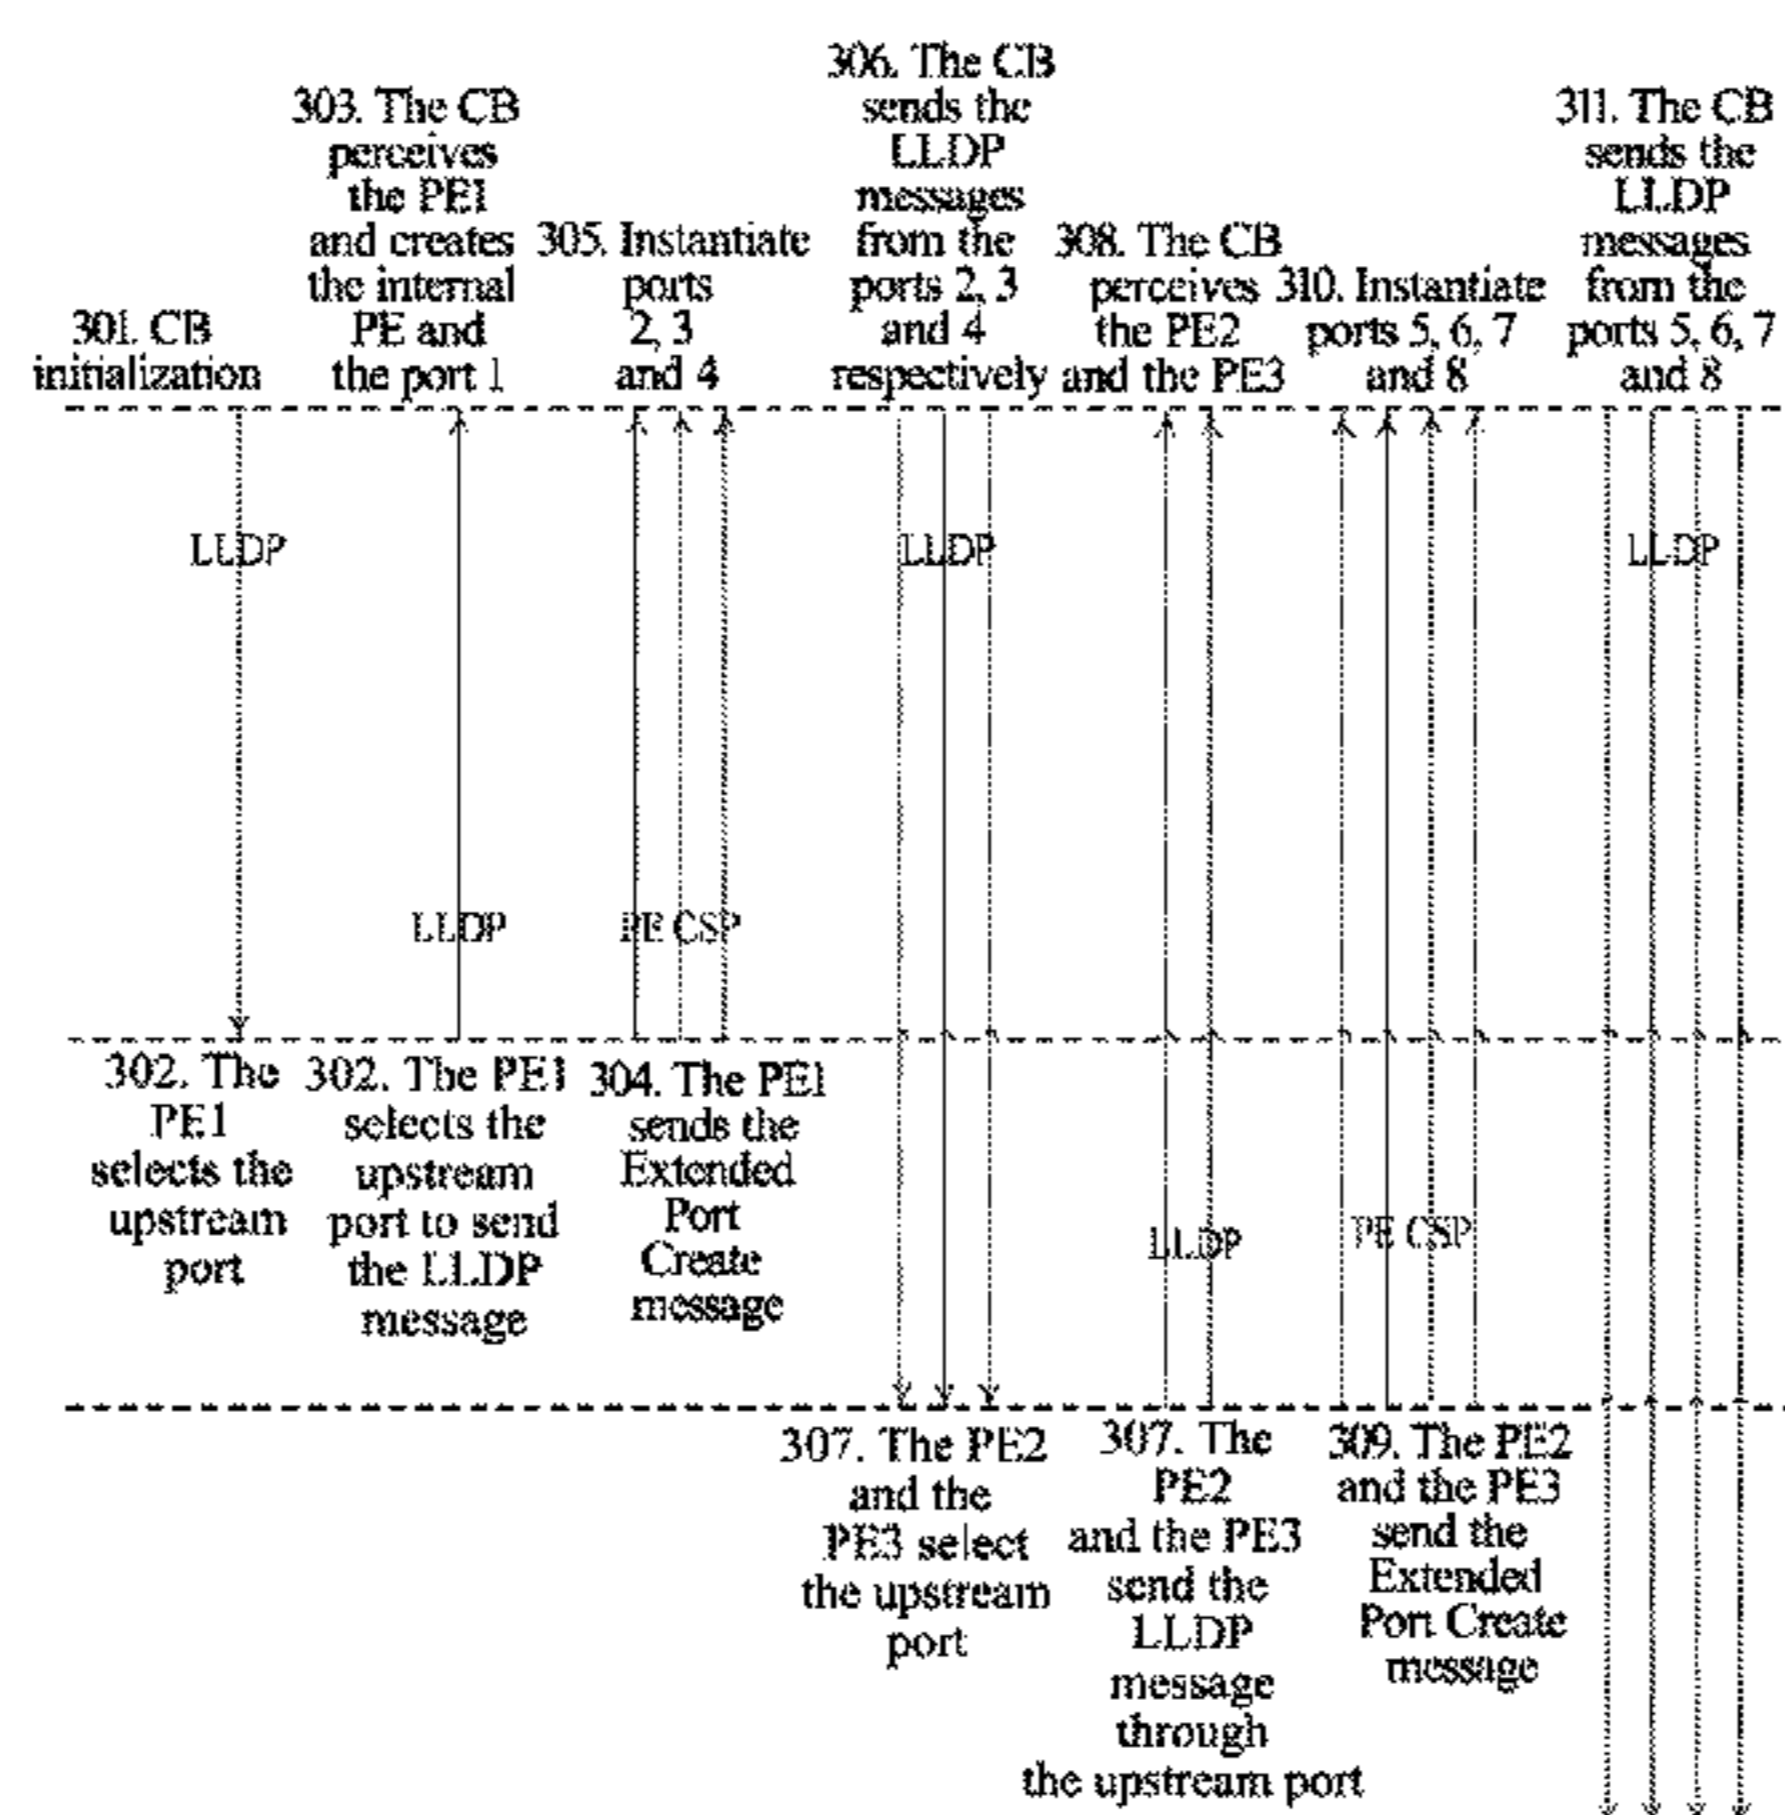 301. CB
initialization
303. The CB
perceives
the PE1
and creates
the internal
PE and
the port 1
305. Instantiate
ports
2, 3
and 4
306. The CB
sends the
LLDP
messages
from the
ports 2, 3
and 4
respectively
308. The CB
perceives
the PE2
and the PE3
310. Instantiate
ports 5, 6, 7
and 8
311. The CB
sends the
LLDP
messages
from the
ports 5, 6, 7
and 8
LLDP
LLDP
LLDP
LLDP
PE CSP
302. The
PE1
selects the
upstream
port
302. The PE1
selects the
upstream
port to send
the LLDP
message
304. The PE1
sends the
Extended
Port
Create
message
LLDP
PE CSP
307. The PE2
and the
PE3 select
the upstream
port
307. The
PE2
and the PE3
send the
LLDP
message
through
the upstream port
309. The PE2
and the PE3
send the
Extended
Port Create
message